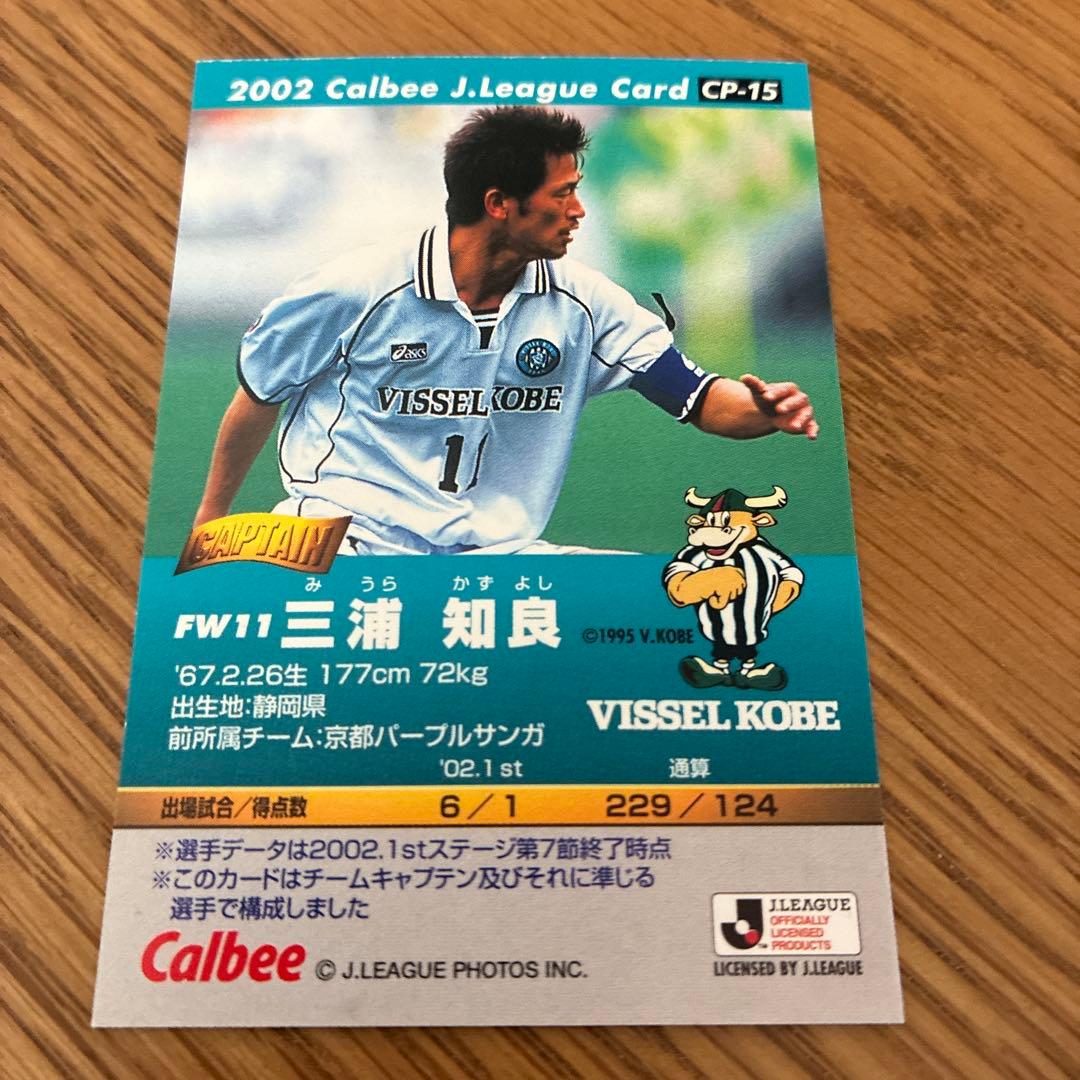 2002 Calbee J.League Card CP-15
asics
VISSEL KOBE
VISSEL KOBE
11
CAPTAIN
み うら かず よし
FW11 三浦 知良
©1995 V.KOBE
'67.2.26生 177cm 72kg
出生地:静岡県
前所属チーム:京都パープルサンガ
VISSEL KOBE
'02.1st 通算
出場試合/得点数 6/1 229/124
※選手データは2002.1stステージ第7節終了時点
※このカードはチームキャプテン及びそれに準じる
選手で構成しました
Calbee © J.LEAGUE PHOTOS INC.
J.LEAGUE
OFFICIALLY
LICENSED
PRODUCTS
TM
LICENSED BY J.LEAGUE